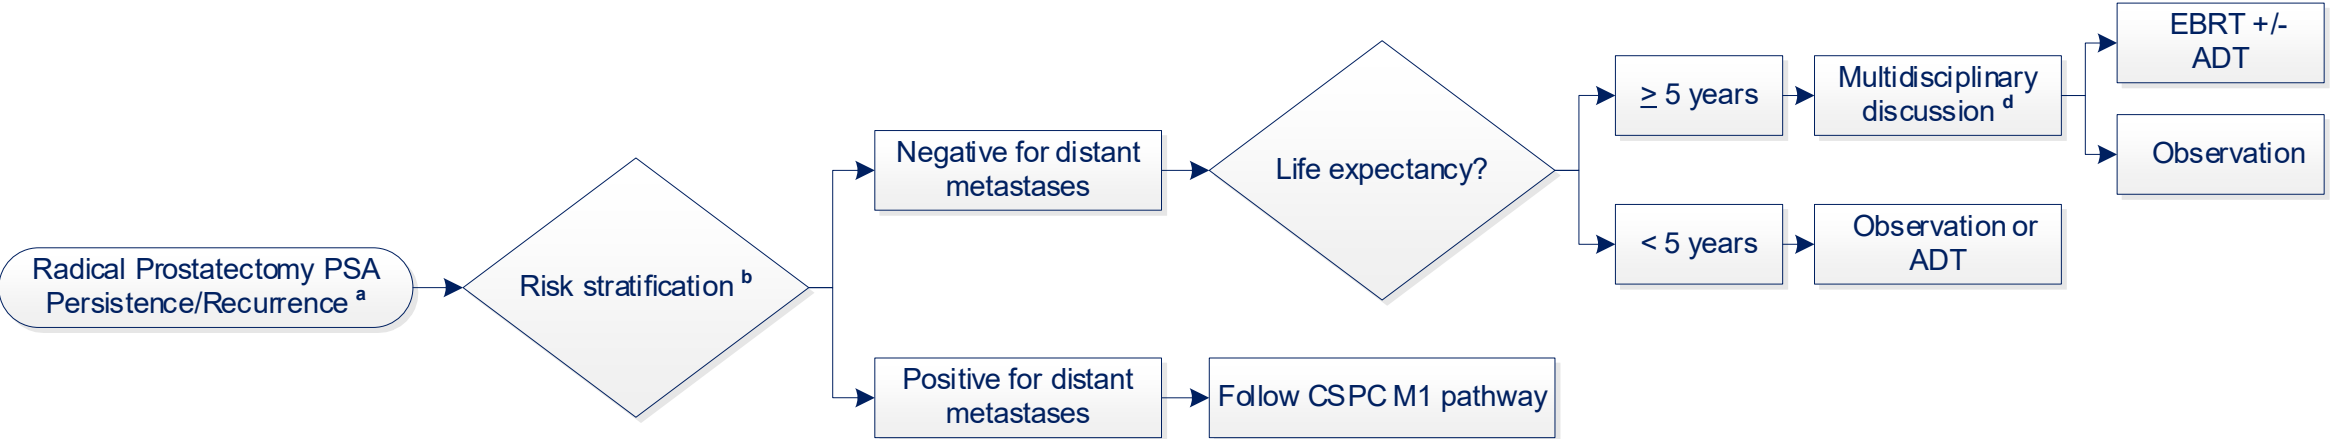 Radical Prostatectomy PSA
Persistence/Recurrence a
Risk stratification b
Negative for distant
metastases
Life expectancy?
≥ 5 years
Multidisciplinary
discussion d
EBRT +/-
ADT
Observation
< 5 years
Observation or
ADT
Positive for distant
metastases
Follow CSPC M1 pathway